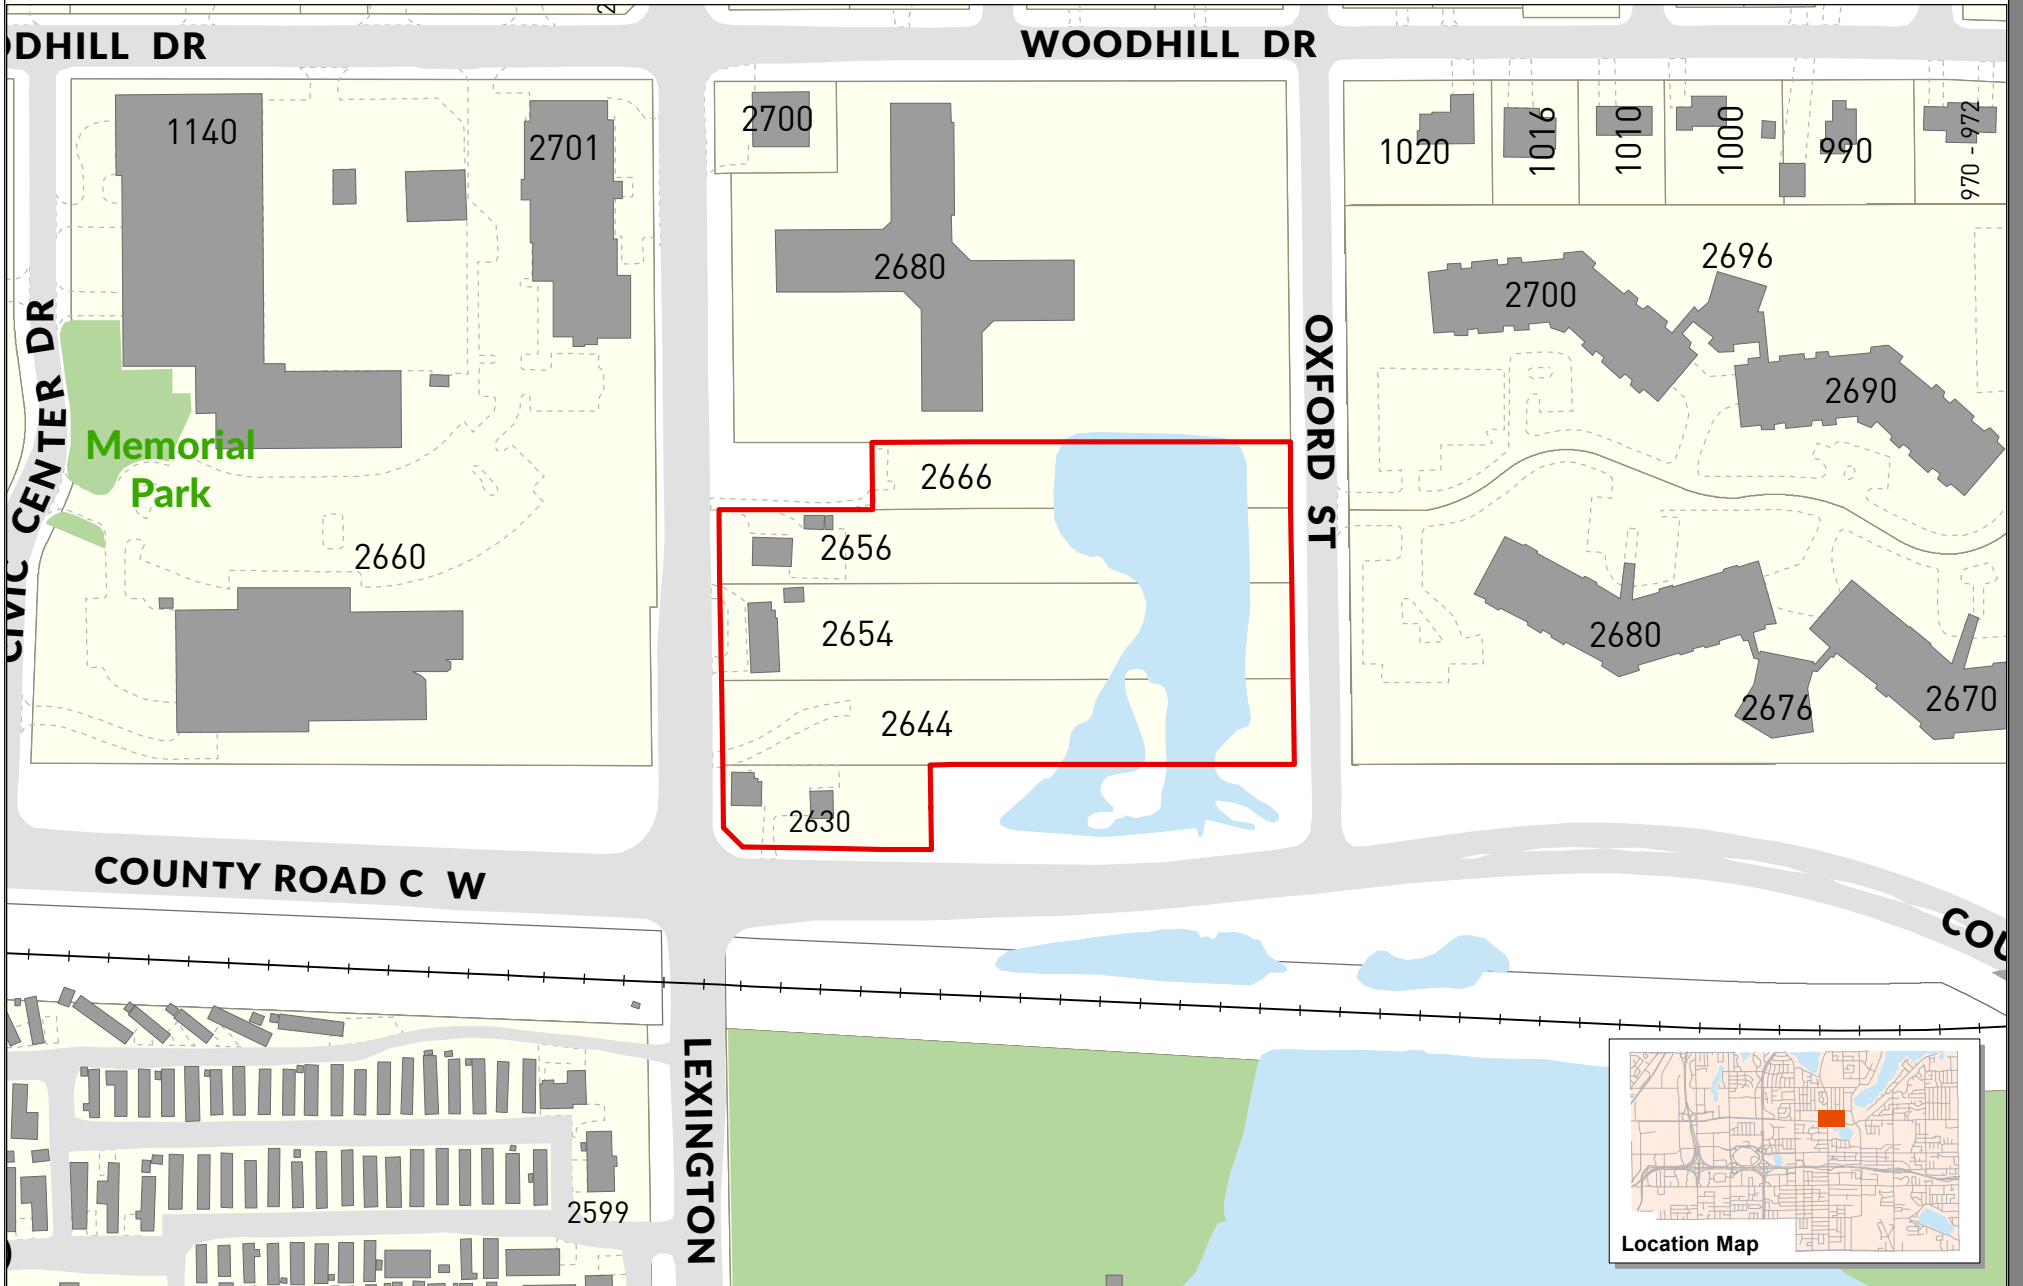 DHILL DR
WOODHILL DR
1140
2701
2700
2680
1020
1016
1010
1000
990
970 - 972
2700
2696
2690
CIVIC CENTER DR
Memorial
Park
2660
OXFORD ST
2666
2656
2654
2644
2630
2680
2676
2670
COUNTY ROAD C W
COU
LEXINGTON
2599
Location Map